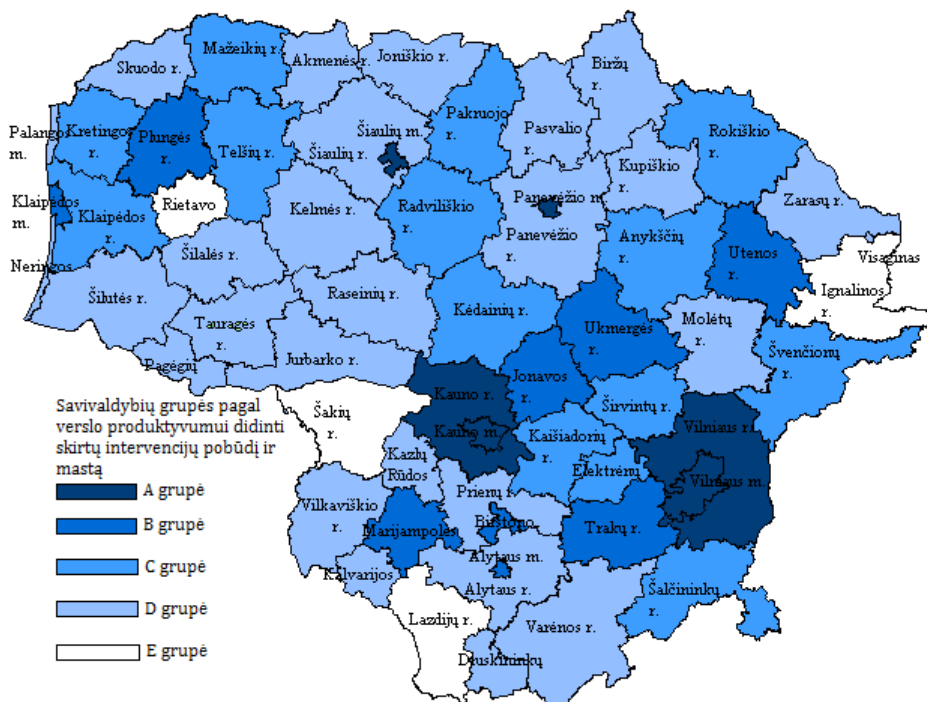 Mažeikių r.
Skuodo r.
Akmenės r.
Joniškio r.
Biržų
r.
Palangos
m.
Kretingos
r.
Plungės
r.
Telšių r.
Šiaulių m.
Šiaulių r.
Pakruojo
r.
Pasvalio
r.
Rokiškio
r.
Kupiškio
r.
Klaipėdos
m.
Klaipėdos
r.
Rietavo
Kelmės r.
Radviliškio
r.
Panevėžio m.
Panevėžio
r.
Anykščių
r.
Zarasų r.
Utenos
r.
Visaginas
Ignalinos
r.
Neringos
Šilalės r.
Šilutės r.
Raseinių r.
Tauragės
r.
Kėdainių r.
Ukmergės
r.
Molėtų
r.
Švenčionų
r.
Pagėgių
Jurbarko r.
Jonavos
r.
Kauno r.
Kauno m.
Širvintų r.
Šakių
r.
Kaišiadorių
r.
Elektrėnų
Vilniaus r.
Vilniaus m.
Kazlų
Rūdos
Prienų r.
Vilkaviškio
r.
Marijampolės
Birštono
Trakų r.
Alytaus m.
Alytaus r.
Kalvarijos
Šalčininkų
r.
Lazdijų r.
Varėnos r.
Druskininkų
Savivaldybių grupės pagal
verslo produktyvumui didinti
skirtų intervencijų pobūdį ir
mastą
A grupė
B grupė
C grupė
D grupė
E grupė